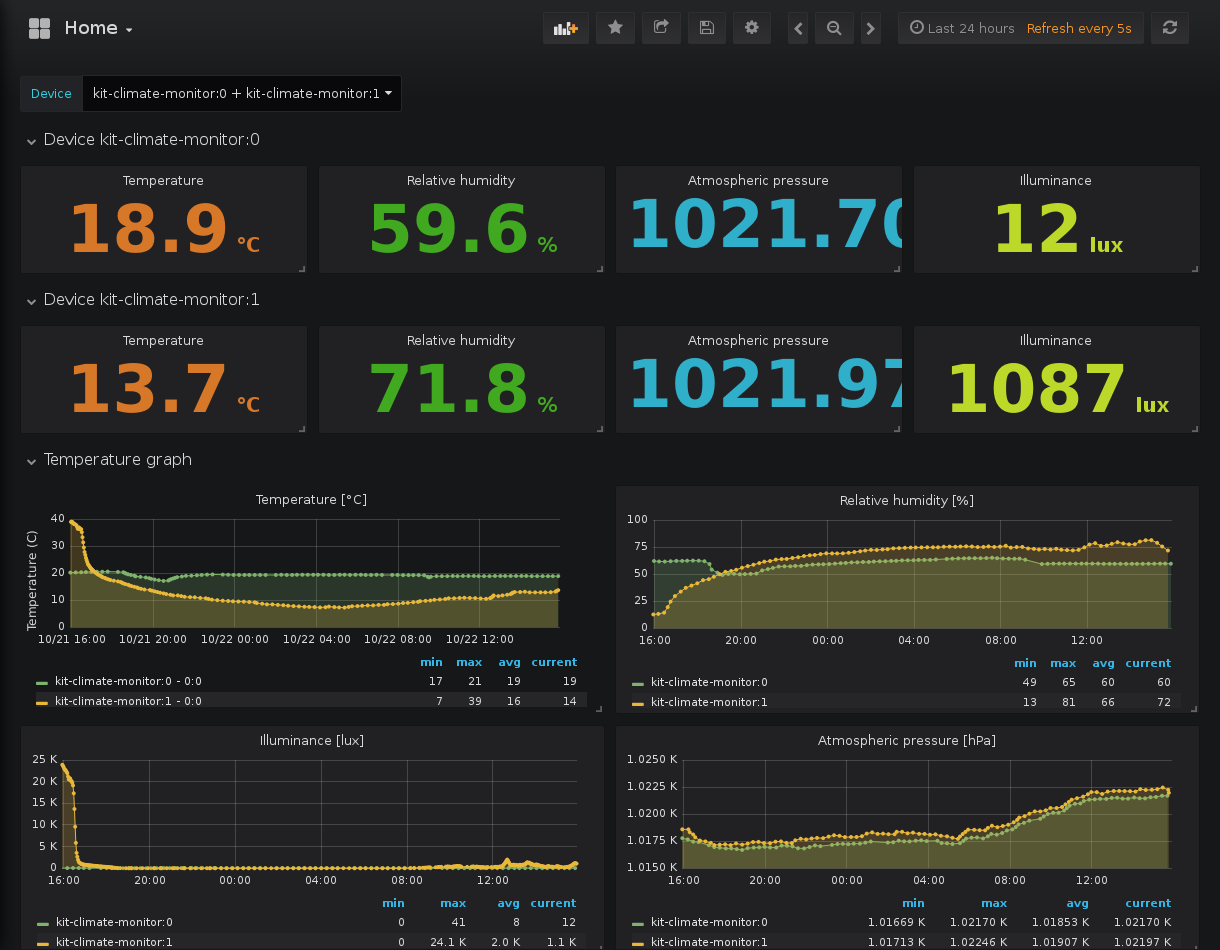 Home
Last 24 hours Refresh every 5s
Device kit-climate-monitor:0 + kit-climate-monitor:1
Device kit-climate-monitor:0
Temperature Relative humidity Atmospheric pressure Illuminance
18.9 °C 59.6 % 1021.70 12 lux
Device kit-climate-monitor:1
Temperature Relative humidity Atmospheric pressure Illuminance
13.7 °C 71.8 % 1021.97 1087 lux
Temperature graph
Temperature [°C]
Temperature (C)
40
30
20
10
0
10/21 16:00 10/21 20:00 10/22 00:00 10/22 04:00 10/22 08:00 10/22 12:00
min max avg current
kit-climate-monitor:0 - 0:0 17 21 19 19
kit-climate-monitor:1 - 0:0 7 39 16 14
Relative humidity [%]
100
75
50
25
0
16:00 20:00 00:00 04:00 08:00 12:00
min max avg current
kit-climate-monitor:0 49 65 60 60
kit-climate-monitor:1 13 81 66 72
Illuminance [lux]
25 K
20 K
15 K
10 K
5 K
0
16:00 20:00 00:00 04:00 08:00 12:00
min max avg current
kit-climate-monitor:0 0 41 8 12
kit-climate-monitor:1 0 24.1 K 2.0 K 1.1 K
Atmospheric pressure [hPa]
1.0250 K
1.0225 K
1.0200 K
1.0175 K
1.0150 K
16:00 20:00 00:00 04:00 08:00 12:00
min max avg current
kit-climate-monitor:0 1.01669 K 1.02170 K 1.01853 K 1.02170 K
kit-climate-monitor:1 1.01713 K 1.02246 K 1.01907 K 1.02197 K